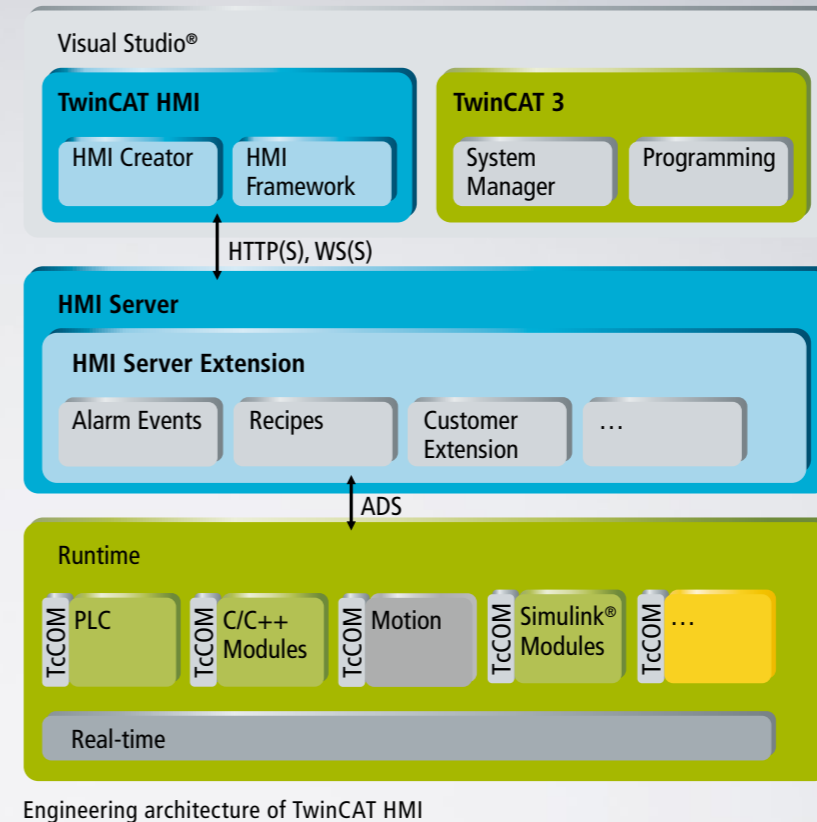 Visual Studio®
TwinCAT HMI
HMI Creator
HMI
Framework
TwinCAT 3
System
Manager
Programming
HTTP(S), WS(S)
HMI Server
HMI Server Extension
Alarm Events
Recipes
Customer
Extension
…
ADS
Runtime
TcCOM
PLC
TcCOM
C/C++
Modules
TcCOM
Motion
TcCOM
Simulink®
Modules
TcCOM
…
Real-time
Engineering architecture of TwinCAT HMI